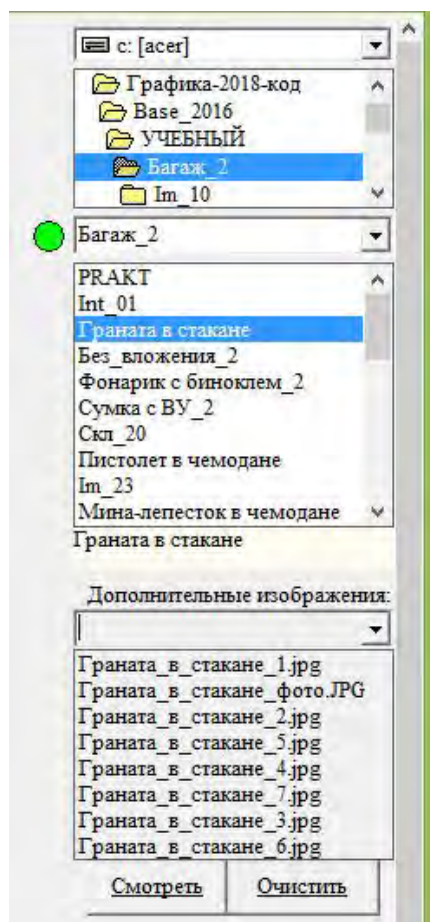 c: [acer]
Графика-2018-код
Base_2016
УЧЕБНЫЙ
Багаж_2
Im_10
Багаж_2
PRAKT
Int_01
Граната в стакане
Без_вложения_2
Фонарик с биноклем_2
Сумка с ВУ_2
Скл_20
Пистолет в чемодане
Im_23
Мина-лепесток в чемодане
Граната в стакане
Дополнительные изображения:
Граната_в_стакане_1.jpg
Граната_в_стакане_фото.JPG
Граната_в_стакане_2.jpg
Граната_в_стакане_5.jpg
Граната_в_стакане_4.jpg
Граната_в_стакане_7.jpg
Граната_в_стакане_3.jpg
Граната_в_стакане_6.jpg
Смотреть Очистить